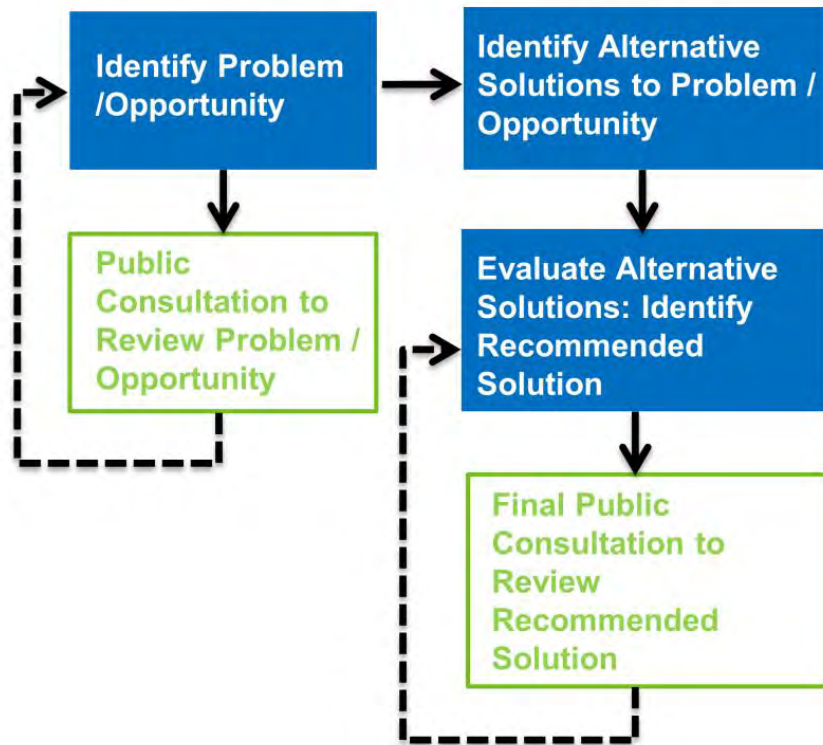 Identify Problem
/Opportunity
Public
Consultation to
Review Problem /
Opportunity
Identify Alternative
Solutions to Problem /
Opportunity
Evaluate Alternative
Solutions: Identify
Recommended
Solution
Final Public
Consultation to
Review
Recommended
Solution